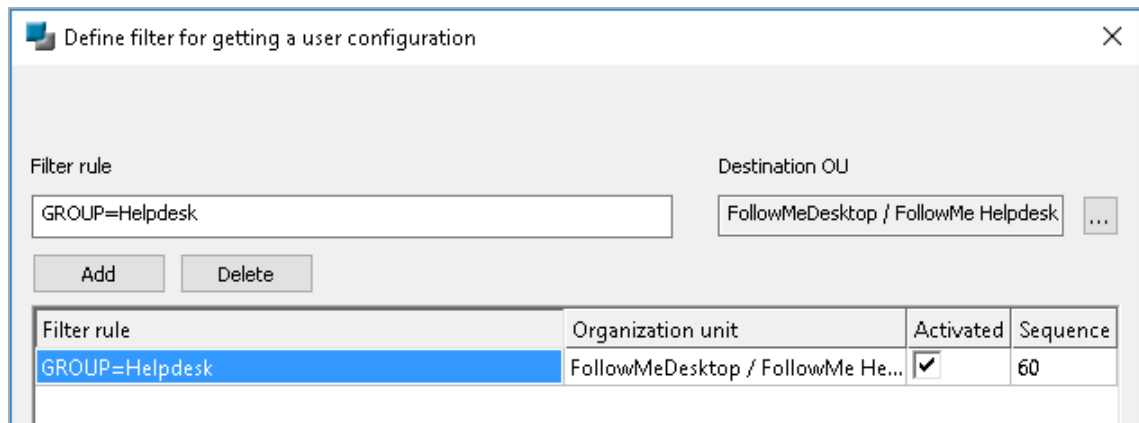 Define filter for getting a user configuration
Filter rule Destination OU
GROUP=Helpdesk FollowMeDesktop / FollowMe Helpdesk ...
Add Delete
Filter rule Organization unit Activated Sequence
GROUP=Helpdesk FollowMeDesktop / FollowMe He... 60